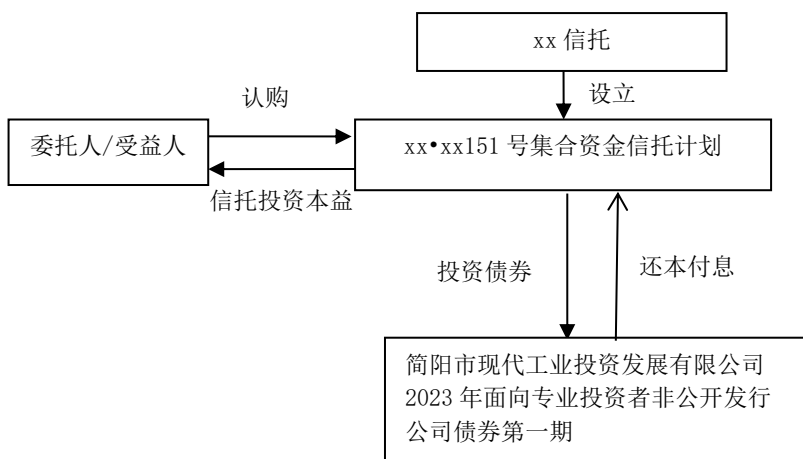 xx 信托
认购
设立
委托人/受益人
xx•xx151 号集合资金信托计划
信托投资本益
投资债券
还本付息
简阳市现代工业投资发展有限公司
2023 年面向专业投资者非公开发行
公司债券第一期